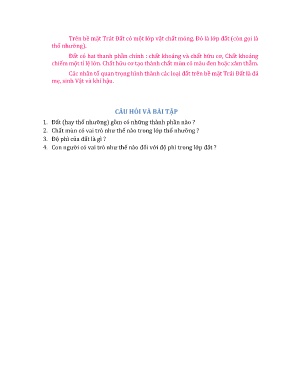 Trên bề mặt Trái Đất có một lớp vật chất mỏng. Đó là lớp đất (còn gọi là
thổ nhưỡng).
Đất có hai thành phần chính : chất khoáng và chất hữu cơ. Chất khoáng
chiếm một tỉ lệ lớn. Chất hữu cơ tạo thành chất mùn có màu đen hoặc xám thẫm.
Các nhân tố quan trọng hình thành các loại đất trên bề mặt Trái Đất là đá
mẹ, sinh Vật và khí hậu.
CÂU HỎI VÀ BÀI TẬP
1. Đất (hay thổ nhưỡng) gồm có những thành phần nào ?
2. Chất mùn có vai trò như thế nào trong lớp thổ nhưỡng ?
3. Độ phì của đất là gì ?
4. Con người có vai trò như thế nào đối với độ phì trong lớp đất ?